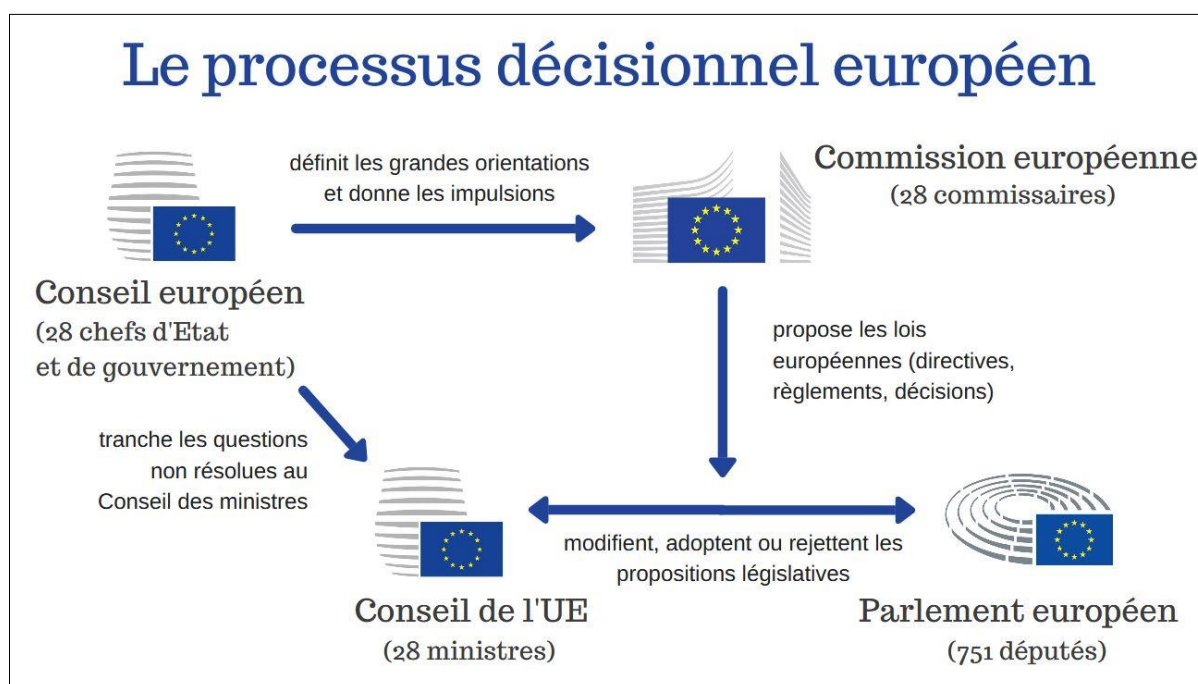 Le processus décisionnel européen
définit les grandes orientations
et donne les impulsions
Commission européenne
(28 commissaires)
Conseil européen
(28 chefs d'Etat
et de gouvernement)
propose les lois
européennes (directives,
règlements, décisions)
tranche les questions
non résolues au
Conseil des ministres
modifient, adoptent ou rejettent les
propositions législatives
Conseil de l'UE
(28 ministres)
Parlement européen
(751 députés)